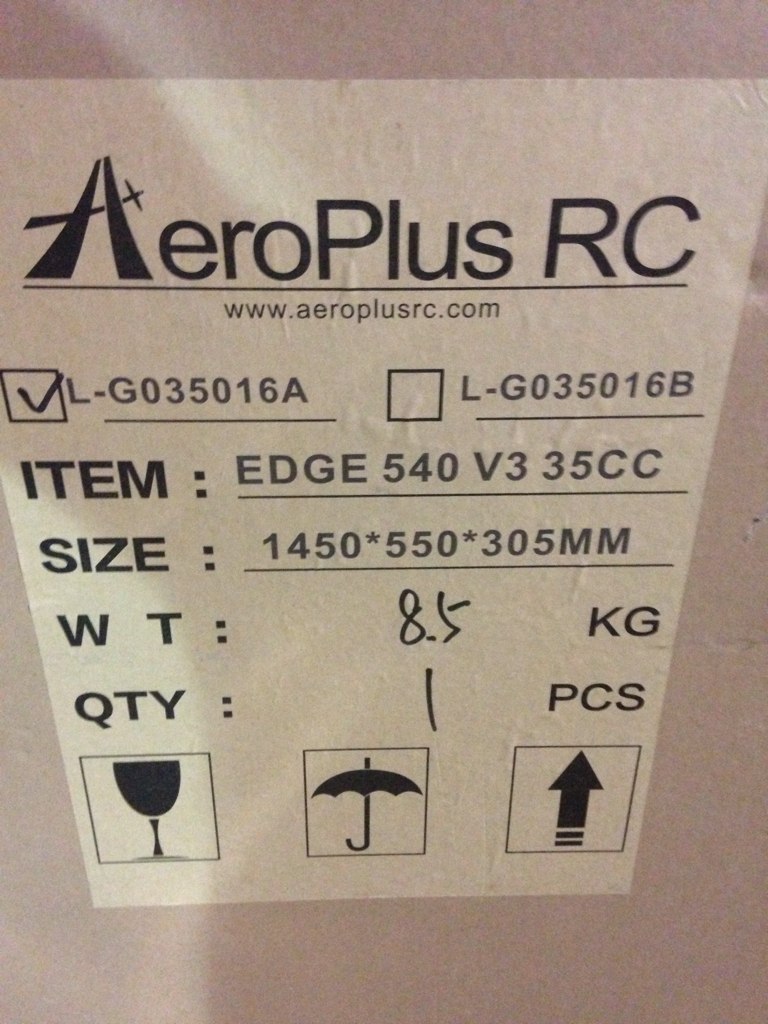 AeroPlus RC
www.aeroplusrc.com
L-G035016A L-G035016B
ITEM : EDGE 540 V3 35CC
SIZE : 1450*550*305MM
W T : 8.5 KG
QTY : 1 PCS